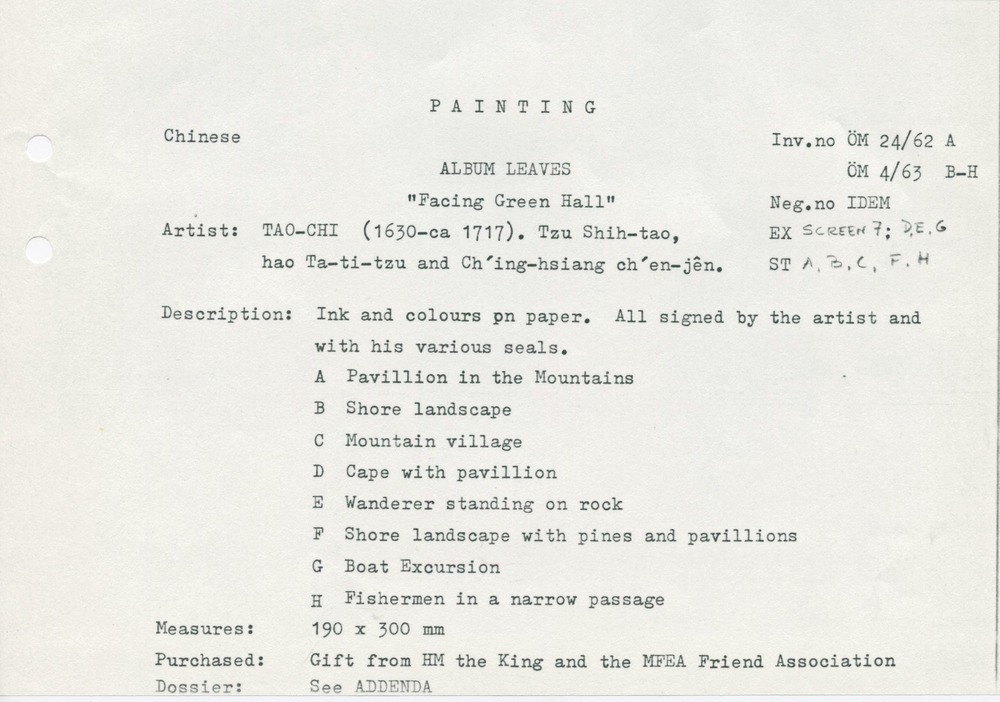 P A I N T I N G
Chinese
Inv.no ÖM 24/62 A
ALBUM LEAVES
ÖM 4/63 B-H
"Facing Green Hall"
Neg.no IDEM
Artist: TAO-CHI (1630-ca 1717). Tzu Shih-tao,
EX SCREEN 7; D,E,G
hao Ta-ti-tzu and Ch´ing-hsiang ch´en-jên.
ST A, B, C, F, H
Description: Ink and colours pn paper. All signed by the artist and
with his various seals.
A Pavillion in the Mountains
B Shore landscape
C Mountain village
D Cape with pavillion
E Wanderer standing on rock
F Shore landscape with pines and pavillions
G Boat Excursion
H Fishermen in a narrow passage
Measures: 190 x 300 mm
Purchased: Gift from HM the King and the MFEA Friend Association
Dossier: See ADDENDA